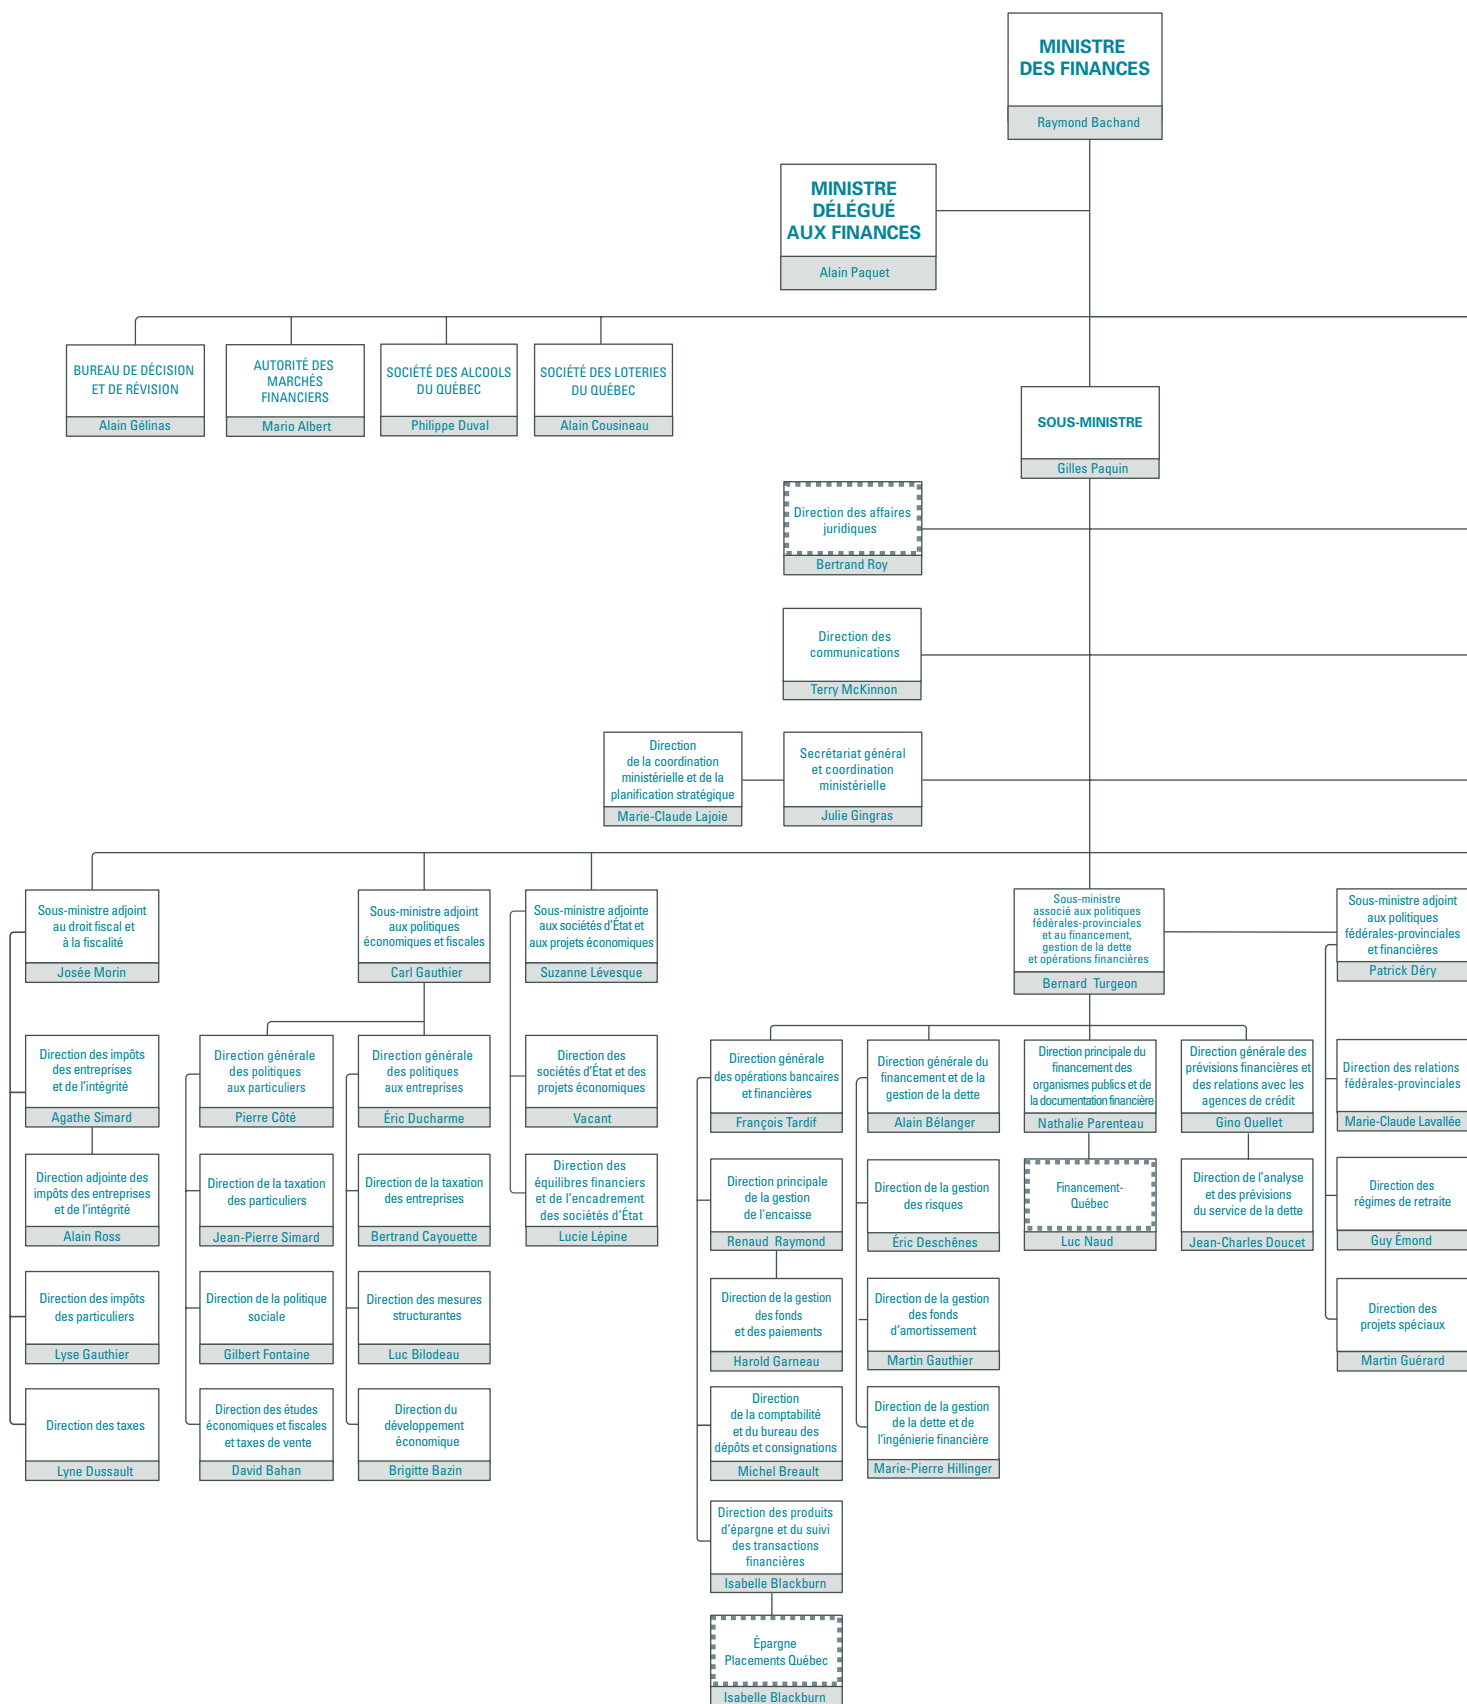 MINISTRE
DES FINANCES
Raymond Bachand
MINISTRE
DÉLÉGUÉ
AUX FINANCES
Alain Paquet
BUREAU DE DÉCISION
ET DE RÉVISION
Alain Gélinas
AUTORITÉ DES
MARCHÉS
FINANCIERS
Mario Albert
SOCIÉTÉ DES ALCOOLS
DU QUÉBEC
Philippe Duval
SOCIÉTÉ DES LOTERIES
DU QUÉBEC
Alain Cousineau
SOUS-MINISTRE
Gilles Paquin
Direction des affaires
juridiques
Bertrand Roy
Direction des
communications
Terry McKinnon
Direction
de la coordination
ministérielle et de la
planification stratégique
Marie-Claude Lajoie
Secrétariat général
et coordination
ministérielle
Julie Gingras
Sous-ministre adjoint
au droit fiscal et
à la fiscalité
Josée Morin
Sous-ministre adjoint
aux politiques
économiques et fiscales
Carl Gauthier
Sous-ministre adjointe
aux sociétés d'État et
aux projets économiques
Suzanne Lévesque
Sous-ministre
associé aux politiques
fédérales-provinciales
et au financement,
gestion de la dette
et opérations financières
Bernard Turgeon
Sous-ministre adjoint
aux politiques
fédérales-provinciales
et financières
Patrick Déry
Direction des impôts
des entreprises
et de l'intégrité
Agathe Simard
Direction générale
des politiques
aux particuliers
Pierre Côté
Direction générale
des politiques
aux entreprises
Éric Ducharme
Direction des
sociétés d'État et des
projets économiques
Vacant
Direction générale
des opérations bancaires
et financières
François Tardif
Direction générale du
financement et de la
gestion de la dette
Alain Bélanger
Direction principale du
financement des
organismes publics et de
la documentation financière
Nathalie Parenteau
Direction générale des
prévisions financières et
des relations avec les
agences de crédit
Gino Ouellet
Direction des relations
fédérales-provinciales
Marie-Claude Lavallée
Direction adjointe des
impôts des entreprises
et de l'intégrité
Alain Ross
Direction de la taxation
des particuliers
Jean-Pierre Simard
Direction de la taxation
des entreprises
Bertrand Cayouette
Direction des
équilibres financiers
et de l'encadrement
des sociétés d'État
Lucie Lépine
Direction principale
de la gestion
de l'encaisse
Renaud Raymond
Direction de la gestion
des risques
Éric Deschênes
Financement-
Québec
Luc Naud
Direction de l'analyse
et des prévisions
du service de la dette
Jean-Charles Doucet
Direction des
régimes de retraite
Guy Émond
Direction des impôts
des particuliers
Lyse Gauthier
Direction de la politique
sociale
Gilbert Fontaine
Direction des mesures
structurantes
Luc Bilodeau
Direction de la gestion
des fonds
et des paiements
Harold Garneau
Direction de la gestion
des fonds
d'amortissement
Martin Gauthier
Direction des
projets spéciaux
Martin Guérard
Direction des taxes
Lyne Dussault
Direction des études
économiques et fiscales
et taxes de vente
David Bahan
Direction du
développement
économique
Brigitte Bazin
Direction
de la comptabilité
et du bureau des
dépôts et consignations
Michel Breault
Direction de la gestion
de la dette et de
l'ingénierie financière
Marie-Pierre Hillinger
Direction des produits
d'épargne et du suivi
des transactions
financières
Isabelle Blackburn
Épargne
Placements Québec
Isabelle Blackburn